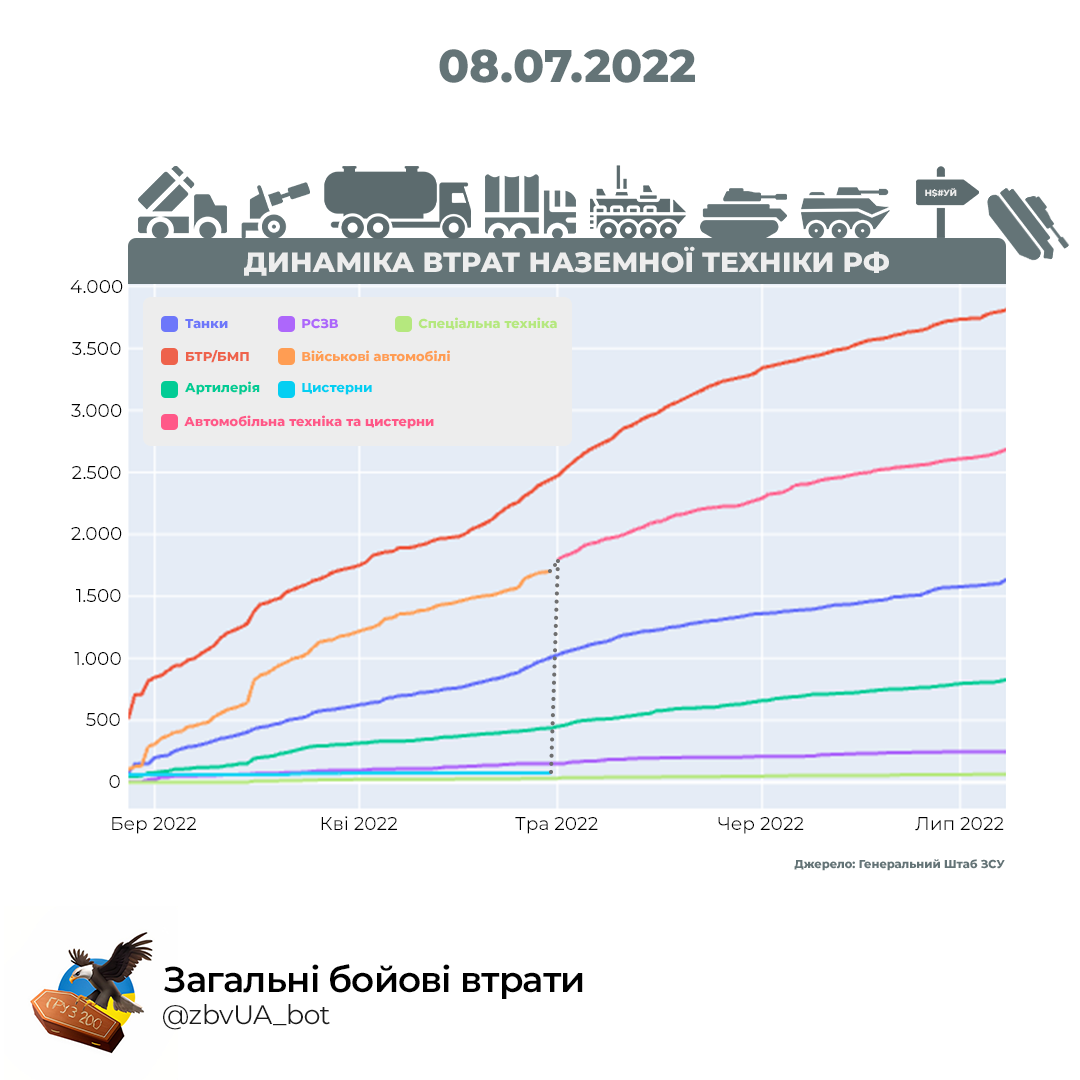 08.07.2022
Н$#УЙ
ДИНАМІКА ВТРАТ НАЗЕМНОЇ ТЕХНІКИ РФ
4.000
3.500
3.000
2.500
2.000
1.500
1.000
500
0
Танки
РСЗВ
Спеціальна техніка
БТР/БМП
Військові автомобілі
Артилерія
Цистерни
Автомобільна техніка та цистерни
Бер 2022
Кві 2022
Тра 2022
Чер 2022
Лип 2022
Джерело: Генеральний Штаб ЗСУ
ГРУЗ 200
Загальні бойові втрати
@zbvUA_bot